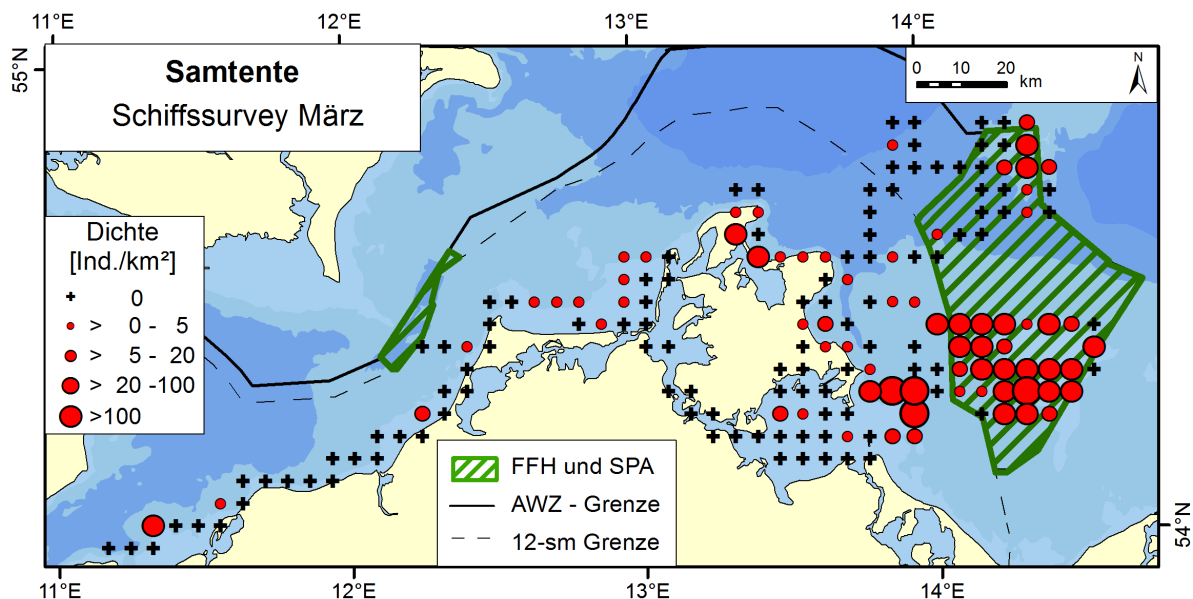 11°E 12°E 13°E 14°E
55°N
Samtente
Schiffssurvey März
0 10 20
km
N
Dichte
[Ind./km²]
0
> 0 - 5
> 5 - 20
> 20 -100
>100
FFH und SPA
AWZ - Grenze
12-sm Grenze
54°N
11°E 12°E 13°E 14°E